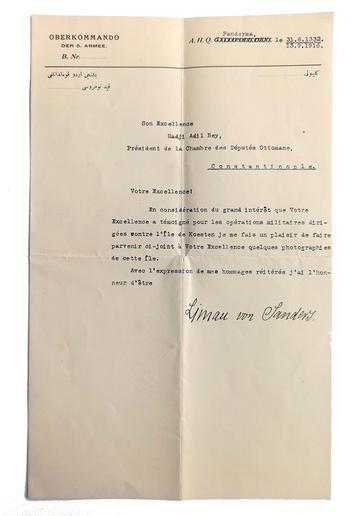 OBERKOMMANDO
DER 5. ARMEE.
B. Nr.
Panderma,
A. H. Q. le 31.6.1332.
13.9.1916.
Son Excellence
Hadji Adil Bey,
Président de la Chambre des Députés Ottomane,
Constantinople.
Votre Excellence!
En considération du grand intérêt que Votre
Excellence a témoigné pour les opérations militaires diri-
gées contre l'Île de Koesten je me fais un plaisir de faire
parvenir ci-joint à Votre Excellence quelques photographies
de cette île.
Avec l'expression de mes hommages réitérés j'ai l'hon-
neur d'être
Liman von Sanders.